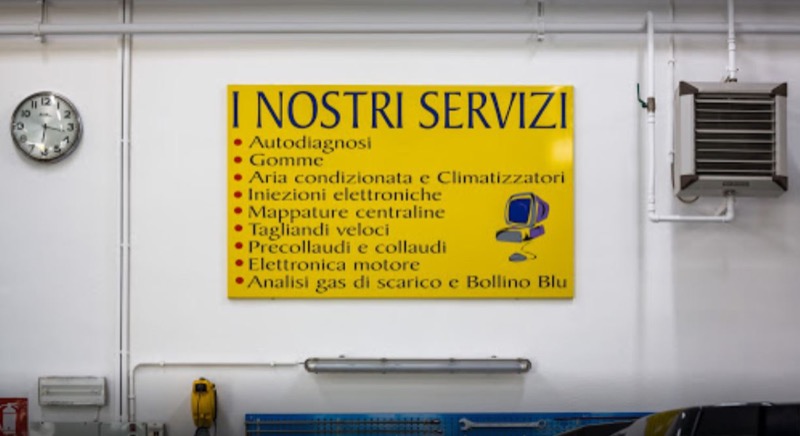 I NOSTRI SERVIZI
• Autodiagnosi
• Gomme
• Aria condizionata e Climatizzatori
• Iniezioni elettroniche
• Mappature centraline
• Tagliandi veloci
• Precollaudi e collaudi
• Elettronica motore
• Analisi gas di scarico e Bollino Blu